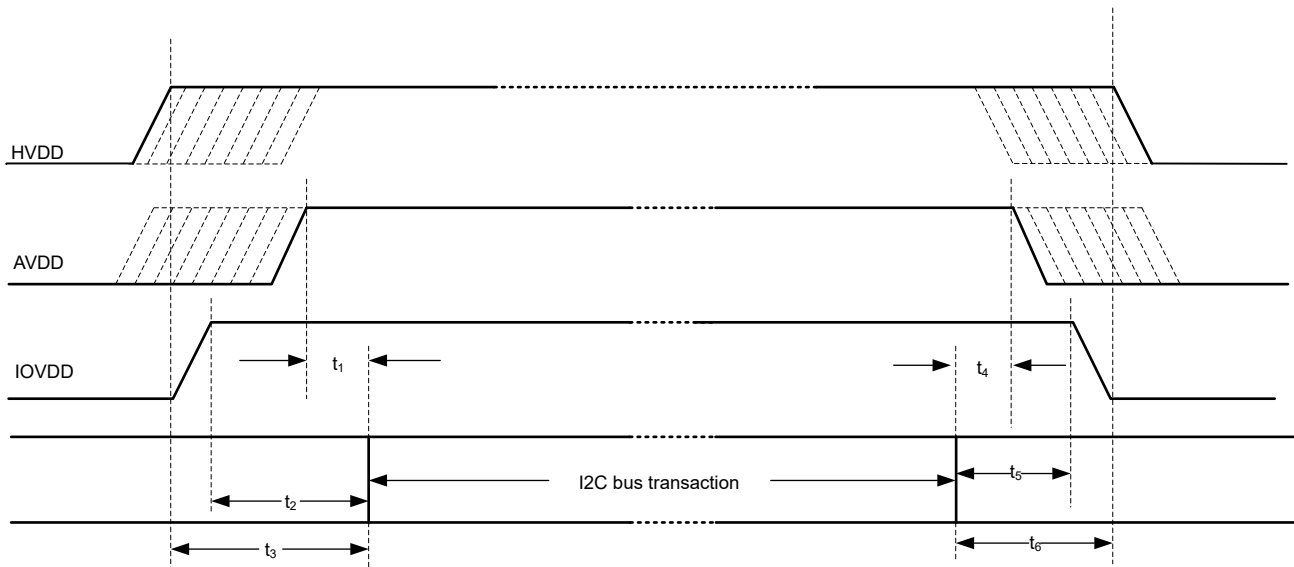 HVDD
AVDD
IOVDD
t₁
t₄
I2C bus transaction
t₅
t₂
t₃
t₆